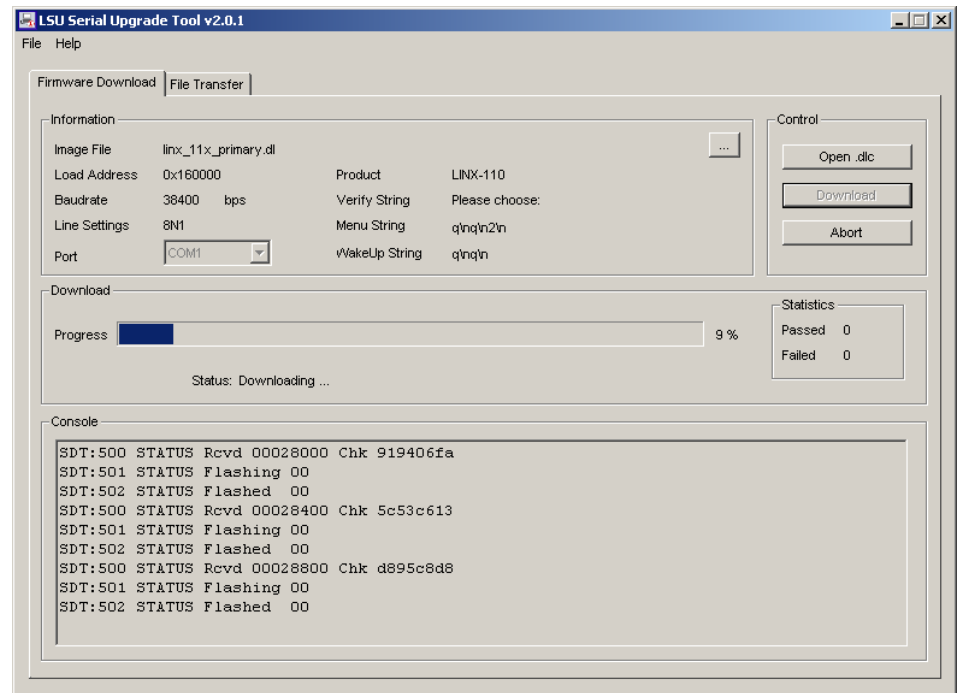 LSU Serial Upgrade Tool v2.0.1
File Help
Firmware Download File Transfer
Information
Image File linx_11x_primary.dl ...
Load Address 0x160000 Product LINX-110
Baudrate 38400 bps Verify String Please choose:
Line Settings 8N1 Menu String q\nq\n2\n
Port COM1 WakeUp String q\nq\n
Control
Open .dlc
Download
Abort
Download
Progress 9 %
Status: Downloading ...
Statistics
Passed 0
Failed 0
Console
SDT:500 STATUS Rcvd 00028000 Chk 919406fa
SDT:501 STATUS Flashing 00
SDT:502 STATUS Flashed  00
SDT:500 STATUS Rcvd 00028400 Chk 5c53c613
SDT:501 STATUS Flashing 00
SDT:502 STATUS Flashed  00
SDT:500 STATUS Rcvd 00028800 Chk d895c8d8
SDT:501 STATUS Flashing 00
SDT:502 STATUS Flashed  00